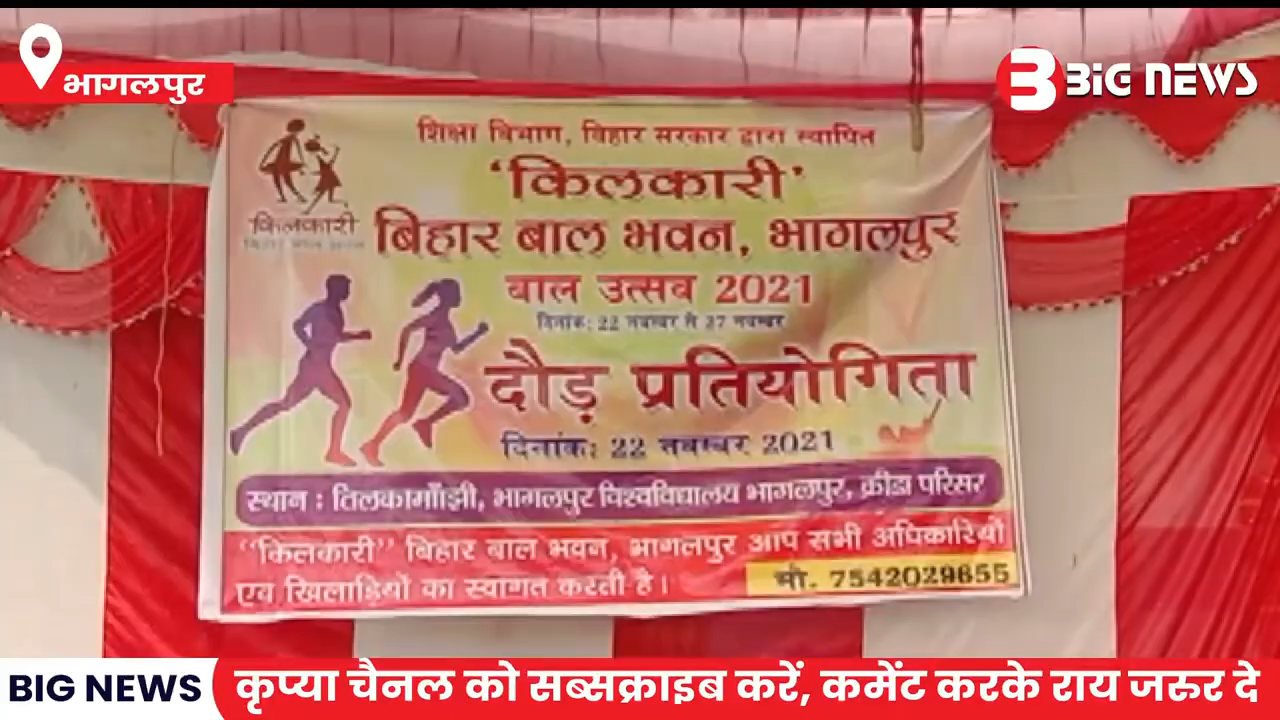 भागलपुर
BIG NEWS
शिक्षा विभाग, बिहार सरकार द्वारा स्थापित
'किलकारी'
किलकारी
बिहार बाल भवन
बिहार बाल भवन, भागलपुर
बाल उत्सव 2021
दिनांक: 22 नवम्बर से 27 नवम्बर
दौड़ प्रतियोगिता
दिनांक: 22 नवम्बर 2021
स्थान : तिलकामाँझी, भागलपुर विश्वविद्यालय भागलपुर, क्रीडा परिसर
"किलकारी" बिहार बाल भवन, भागलपुर आप सभी अधिकारियों
एवं खिलाड़ियों का स्वागत करती है।
मो. 7542029655
BIG NEWS
कृप्या चैनल को सब्सक्राइब करें, कमेंट करके राय जरुर दे